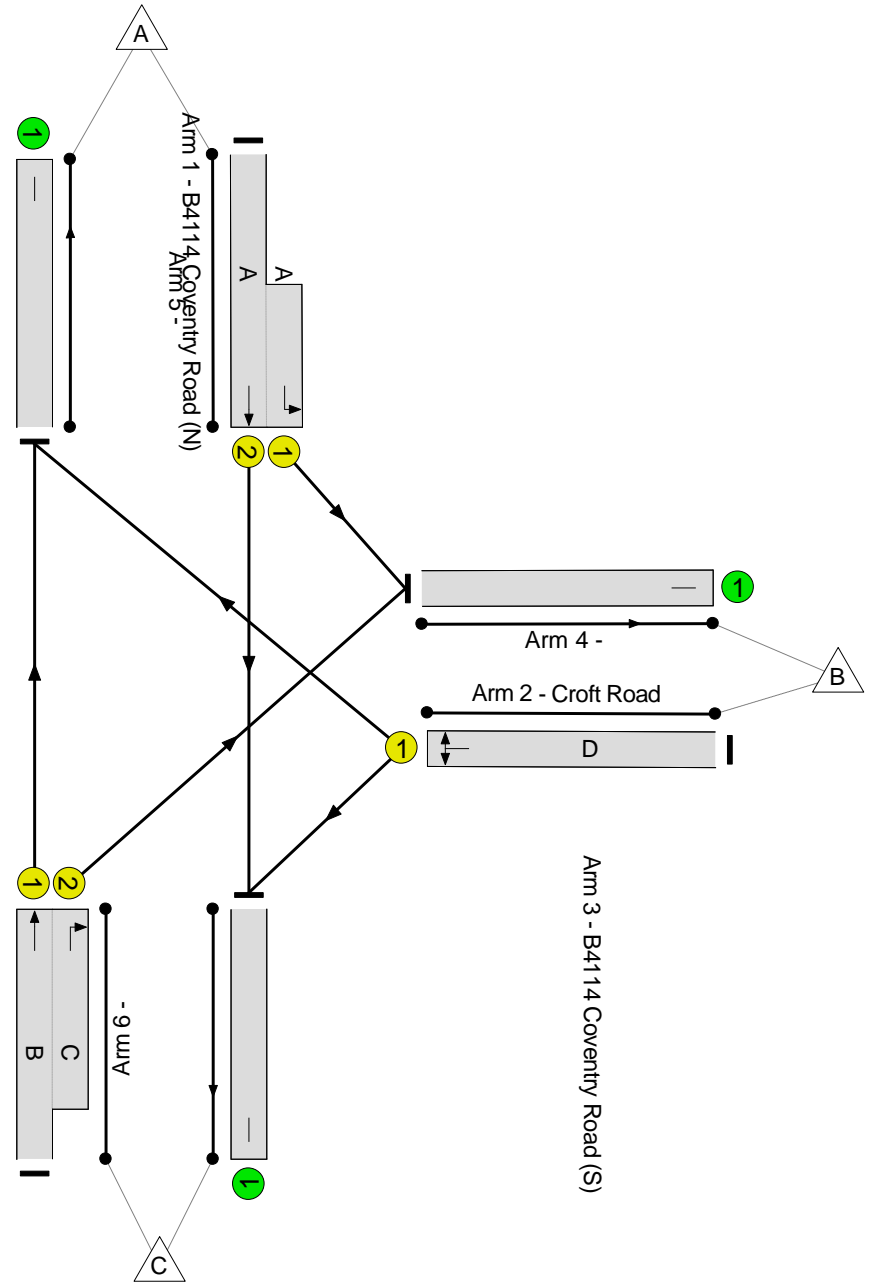 A
1
Arm 1 - B4114 Coventry Road (N)
Arm 5 -
A
A
2
1
1
Arm 4 -
B
Arm 2 - Croft Road
1
D
1
2
Arm 3 - B4114 Coventry Road (S)
B
C
Arm 6 -
1
C